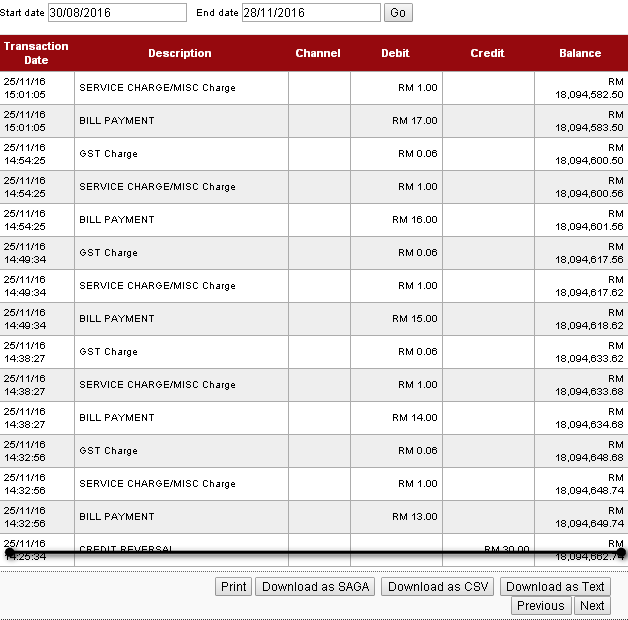 Start date 30/08/2016 End date 28/11/2016 Go
Transaction Date Description Channel Debit Credit Balance
25/11/16 15:01:05 SERVICE CHARGE/MISC Charge RM 1.00 RM 18,094,582.50
25/11/16 15:01:05 BILL PAYMENT RM 17.00 RM 18,094,583.50
25/11/16 14:54:25 GST Charge RM 0.06 RM 18,094,600.50
25/11/16 14:54:25 SERVICE CHARGE/MISC Charge RM 1.00 RM 18,094,600.56
25/11/16 14:54:25 BILL PAYMENT RM 16.00 RM 18,094,601.56
25/11/16 14:49:34 GST Charge RM 0.06 RM 18,094,617.56
25/11/16 14:49:34 SERVICE CHARGE/MISC Charge RM 1.00 RM 18,094,617.62
25/11/16 14:49:34 BILL PAYMENT RM 15.00 RM 18,094,618.62
25/11/16 14:38:27 GST Charge RM 0.06 RM 18,094,633.62
25/11/16 14:38:27 SERVICE CHARGE/MISC Charge RM 1.00 RM 18,094,633.68
25/11/16 14:38:27 BILL PAYMENT RM 14.00 RM 18,094,634.68
25/11/16 14:32:56 GST Charge RM 0.06 RM 18,094,648.68
25/11/16 14:32:56 SERVICE CHARGE/MISC Charge RM 1.00 RM 18,094,648.74
25/11/16 14:32:56 BILL PAYMENT RM 13.00 RM 18,094,649.74
25/11/16 14:25:34 CREDIT REVERSAL RM 30.00 RM 18,094,662.74
Print Download as SAGA Download as CSV Download as Text
Previous Next